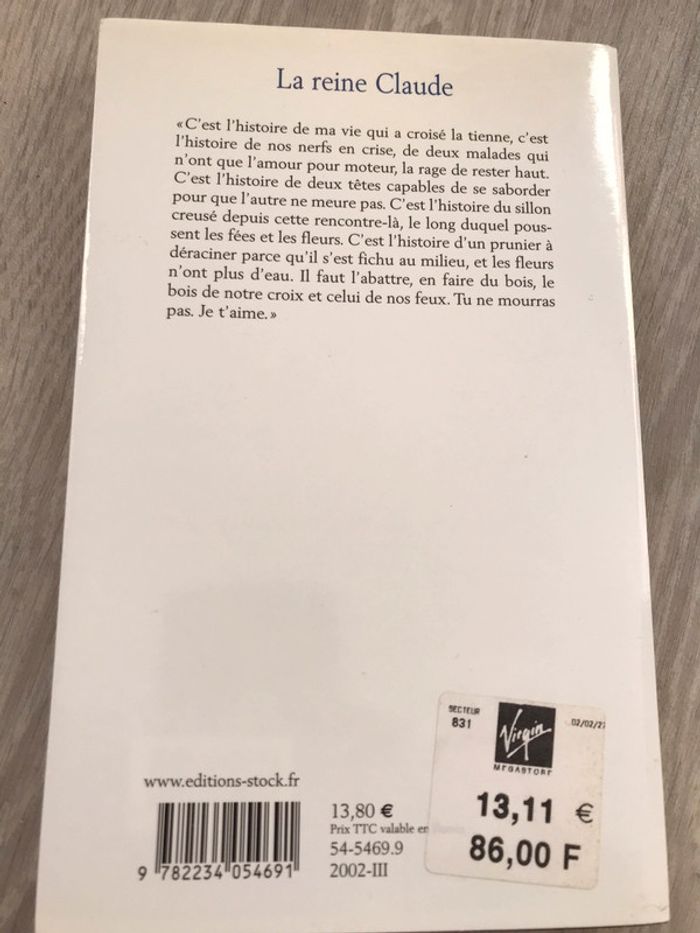 La reine Claude
« C'est l'histoire de ma vie qui a croisé la tienne, c'est
l'histoire de nos nerfs en crise, de deux malades qui
n'ont que l'amour pour moteur, la rage de rester haut.
C'est l'histoire de deux têtes capables de se saborder
pour que l'autre ne meure pas. C'est l'histoire du sillon
creusé depuis cette rencontre-là, le long duquel pous-
sent les fées et les fleurs. C'est l'histoire d'un prunier à
déraciner parce qu'il s'est fichu au milieu, et les fleurs
n'ont plus d'eau. Il faut l'abattre, en faire du bois, le
bois de notre croix et celui de nos feux. Tu ne mourras
pas. Je t'aime. »
www.editions-stock.fr
9 782234 054691
13,80 €
Prix TTC valable en
54-5469.9
2002-III
SECTEUR
831
Virgin
MEGASTORE
02/02/2
13,11 €
86,00 F